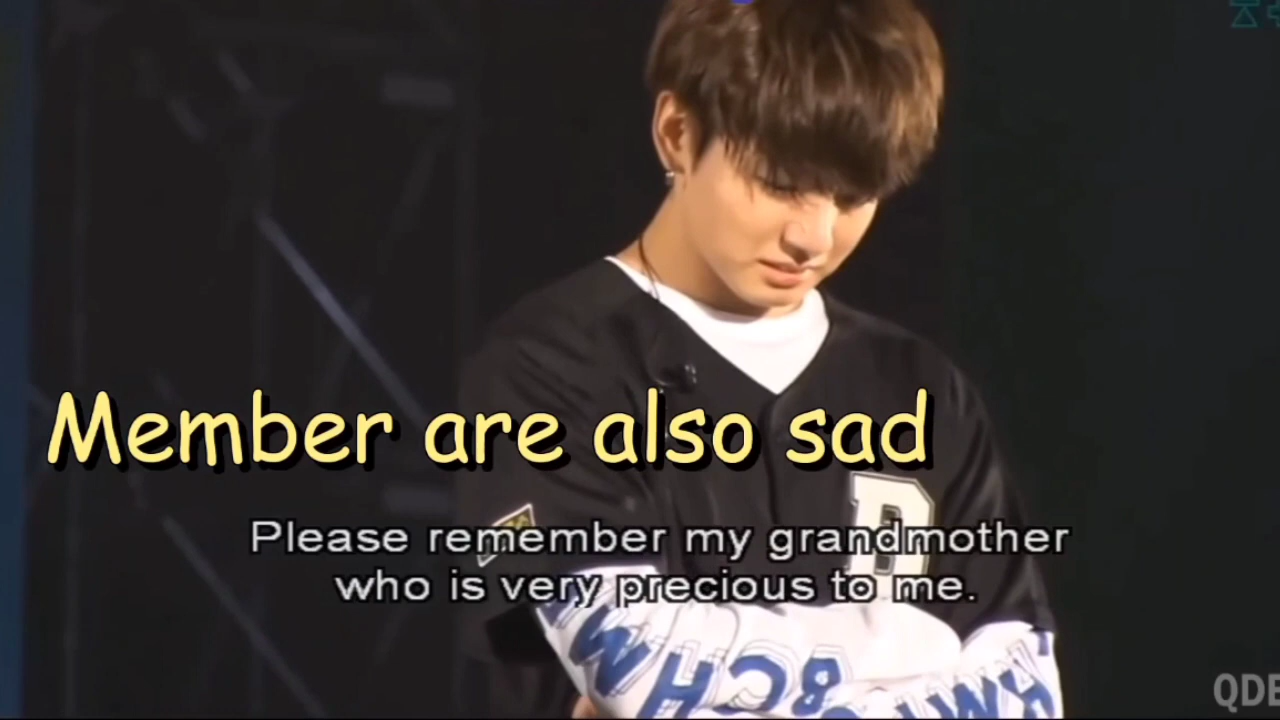 Member are also sad
Please remember my grandmother
who is very precious to me.
B
QDE